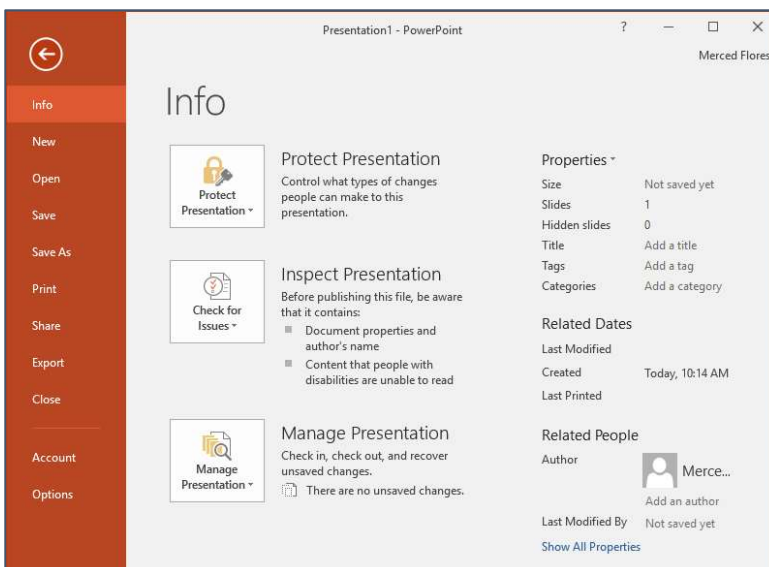 Presentation1 - PowerPoint
?
Merced Flores
Info
New
Open
Save
Save As
Print
Share
Export
Close
Account
Options
Info
Protect
Presentation
Protect Presentation
Control what types of changes
people can make to this
presentation.
Check for
Issues
Inspect Presentation
Before publishing this file, be aware
that it contains:
Document properties and
author's name
Content that people with
disabilities are unable to read
Manage
Presentation
Manage Presentation
Check in, check out, and recover
unsaved changes.
There are no unsaved changes.
Properties
Size Not saved yet
Slides 1
Hidden slides 0
Title Add a title
Tags Add a tag
Categories Add a category
Related Dates
Last Modified
Created Today, 10:14 AM
Last Printed
Related People
Author Merce...
Add an author
Last Modified By Not saved yet
Show All Properties